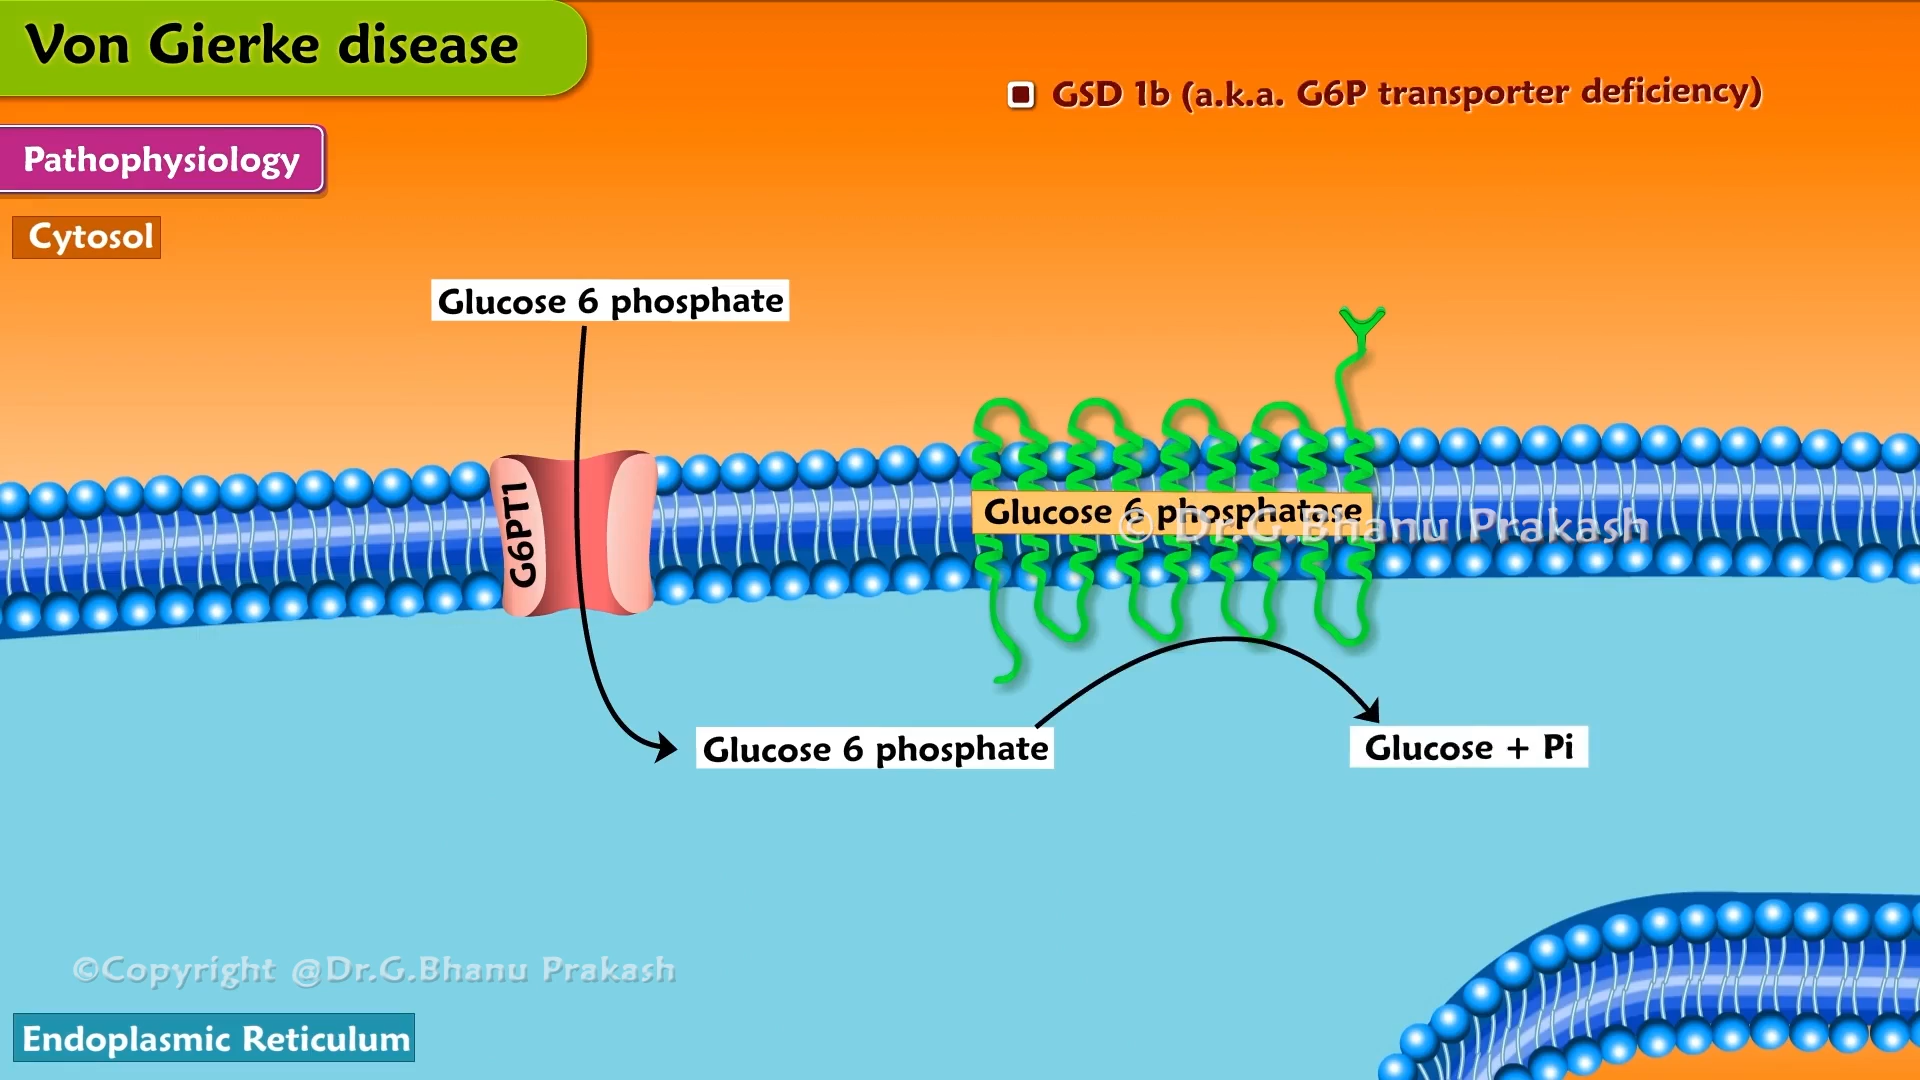 Von Gierke disease
GSD 1b (a.k.a. G6P transporter deficiency)
Pathophysiology
Cytosol
Glucose 6 phosphate
G6PT1
Glucose 6 phosphatase
© Dr.G.Bhanu Prakash
Glucose 6 phosphate
Glucose + Pi
©Copyright @Dr.G.Bhanu Prakash
Endoplasmic Reticulum